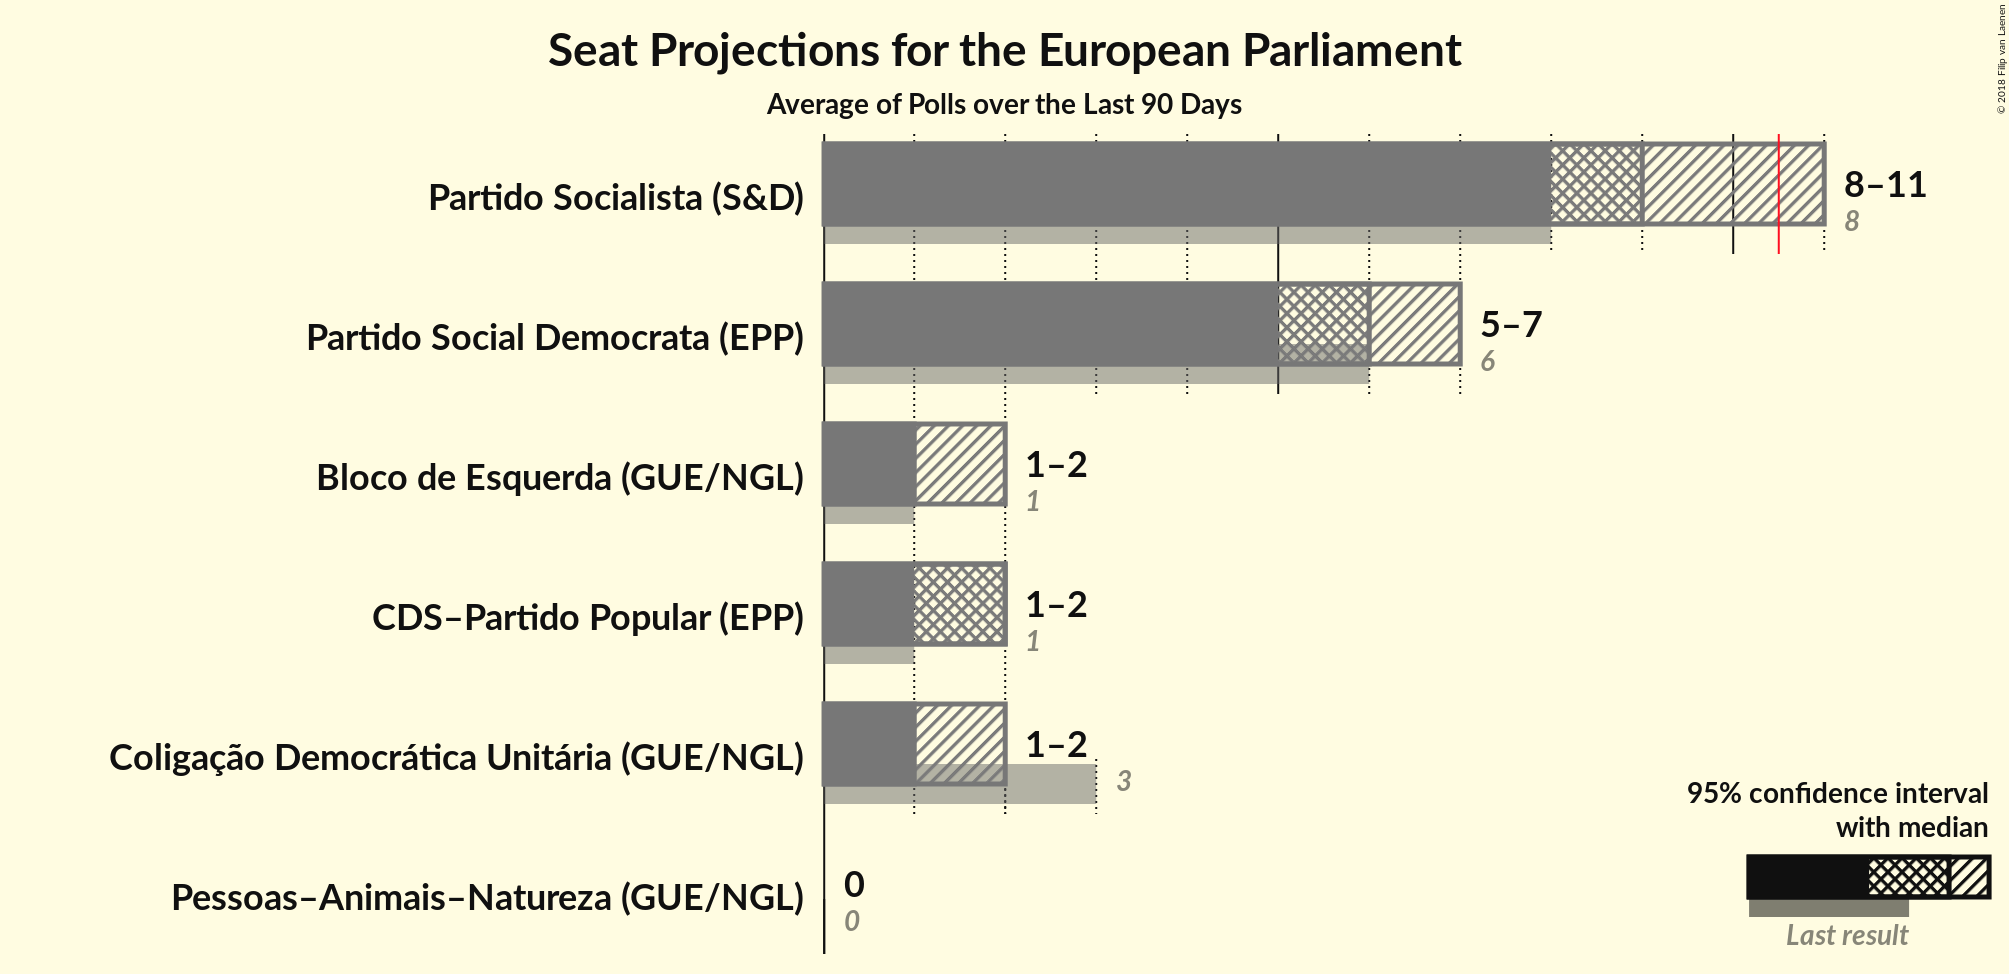 Seat Projections for the European Parliament
Average of Polls over the Last 90 Days
© 2018 Filip van Laenen
Partido Socialista (S&D)
8–11
8
Partido Social Democrata (EPP)
5–7
6
Bloco de Esquerda (GUE/NGL)
1–2
1
CDS–Partido Popular (EPP)
1–2
1
Coligação Democrática Unitária (GUE/NGL)
1–2
3
Pessoas–Animais–Natureza (GUE/NGL)
0
0
95% confidence interval
with median
Last result